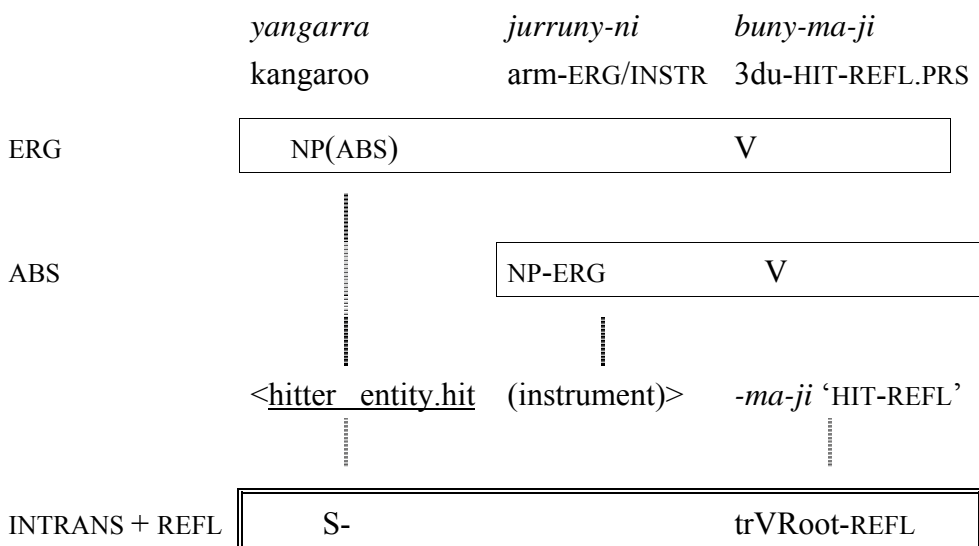 yangarra jurruny-ni buny-ma-ji
kangaroo arm-ERG/INSTR 3du-HIT-REFL.PRS
ERG NP(ABS) V
ABS NP-ERG V
<hitter entity.hit (instrument)> -ma-ji ‘HIT-REFL’
INTRANS + REFL S- trVRoot-REFL